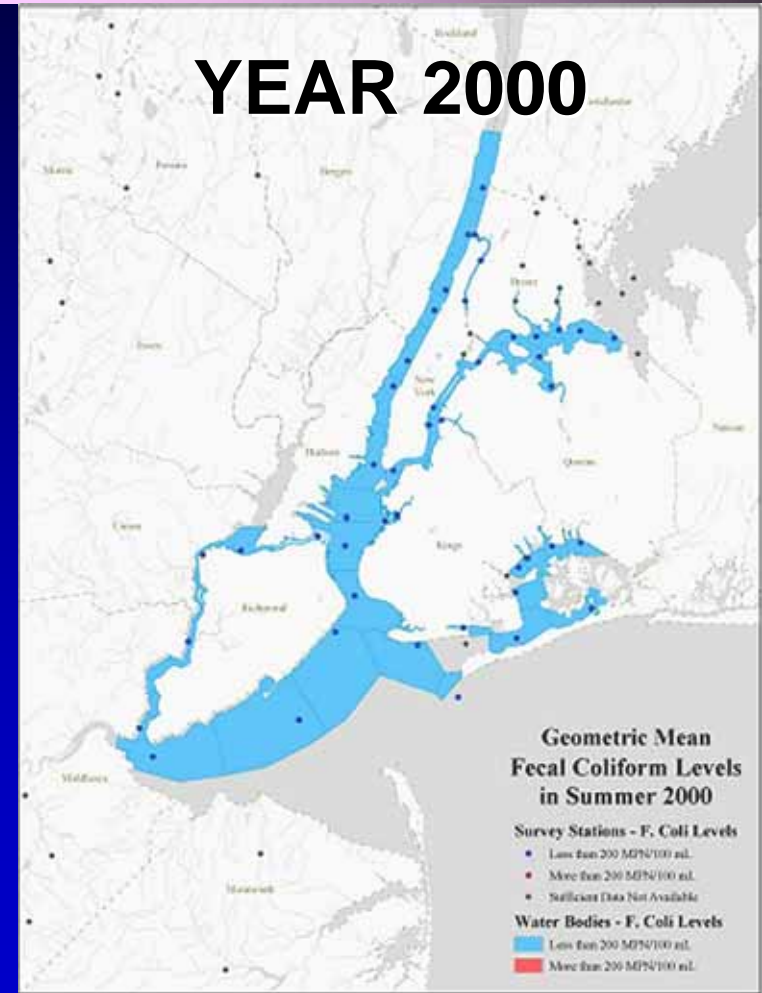 YEAR 2000
Rockland
Westchester
Morris
Passaic
Bergen
Bronx
Essex
New
York
Nassau
Hudson
Queens
Union
Kings
Richmond
Middlesex
Monmouth
Geometric Mean
Fecal Coliform Levels
in Summer 2000
Survey Stations - F. Coli Levels
Less than 200 MPN/100 mL
More than 200 MPN/100 mL
Sufficient Data Not Available
Water Bodies - F. Coli Levels
Less than 200 MPN/100 mL
More than 200 MPN/100 mL